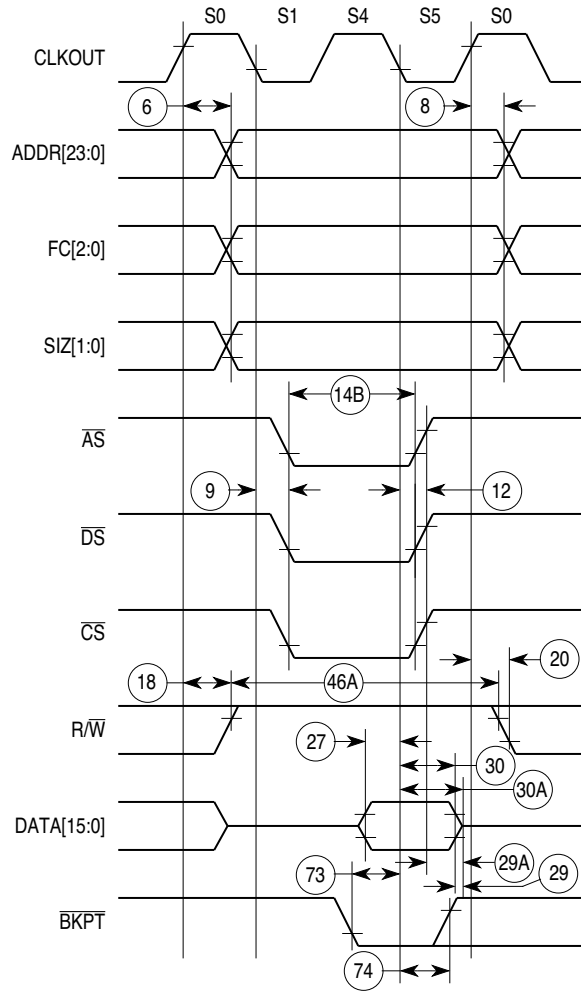 S0 S1 S4 S5 S0
CLKOUT
6 8
ADDR[23:0]
FC[2:0]
SIZ[1:0]
14B
AS
9 12
DS
CS
20
18 46A
R/W
27 30
30A
DATA[15:0]
29A
73 29
BKPT
74